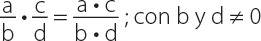 a/b • c/d = a • c/b • d ; con b y d ≠ 0